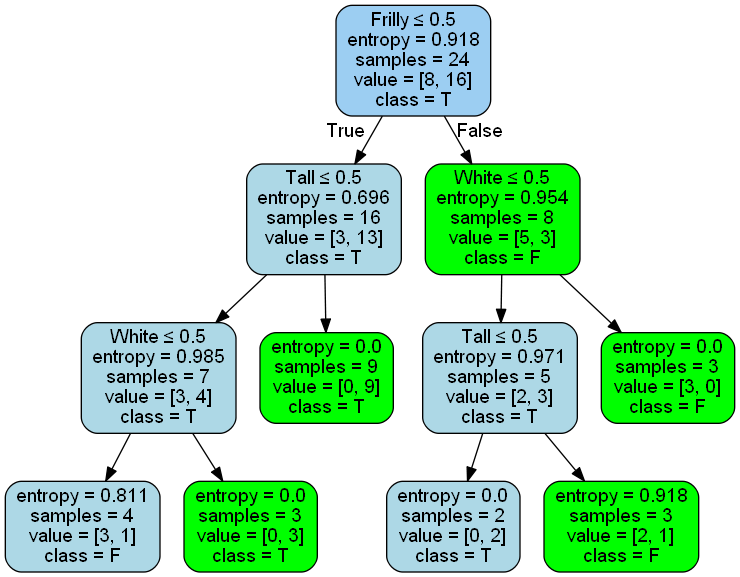 Frilly ≤ 0.5
entropy = 0.918
samples = 24
value = [8, 16]
class = T
True
False
Tall ≤ 0.5
entropy = 0.696
samples = 16
value = [3, 13]
class = T
White ≤ 0.5
entropy = 0.954
samples = 8
value = [5, 3]
class = F
White ≤ 0.5
entropy = 0.985
samples = 7
value = [3, 4]
class = T
entropy = 0.0
samples = 9
value = [0, 9]
class = T
Tall ≤ 0.5
entropy = 0.971
samples = 5
value = [2, 3]
class = T
entropy = 0.0
samples = 3
value = [3, 0]
class = F
entropy = 0.811
samples = 4
value = [3, 1]
class = F
entropy = 0.0
samples = 3
value = [0, 3]
class = T
entropy = 0.0
samples = 2
value = [0, 2]
class = T
entropy = 0.918
samples = 3
value = [2, 1]
class = F